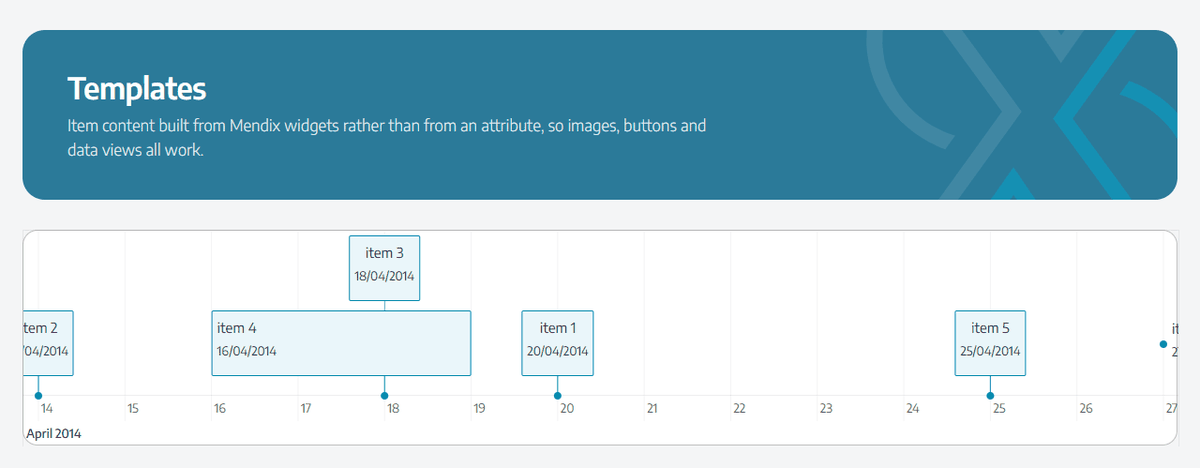 Templates
Item content built from Mendix widgets rather than from an attribute, so images, buttons and
data views all work.
item 3
18/04/2014
tem 2
/04/2014
item 4
16/04/2014
item 1
20/04/2014
item 5
25/04/2014
14
15
16
17
18
19
20
21
22
23
24
25
26
27
April 2014